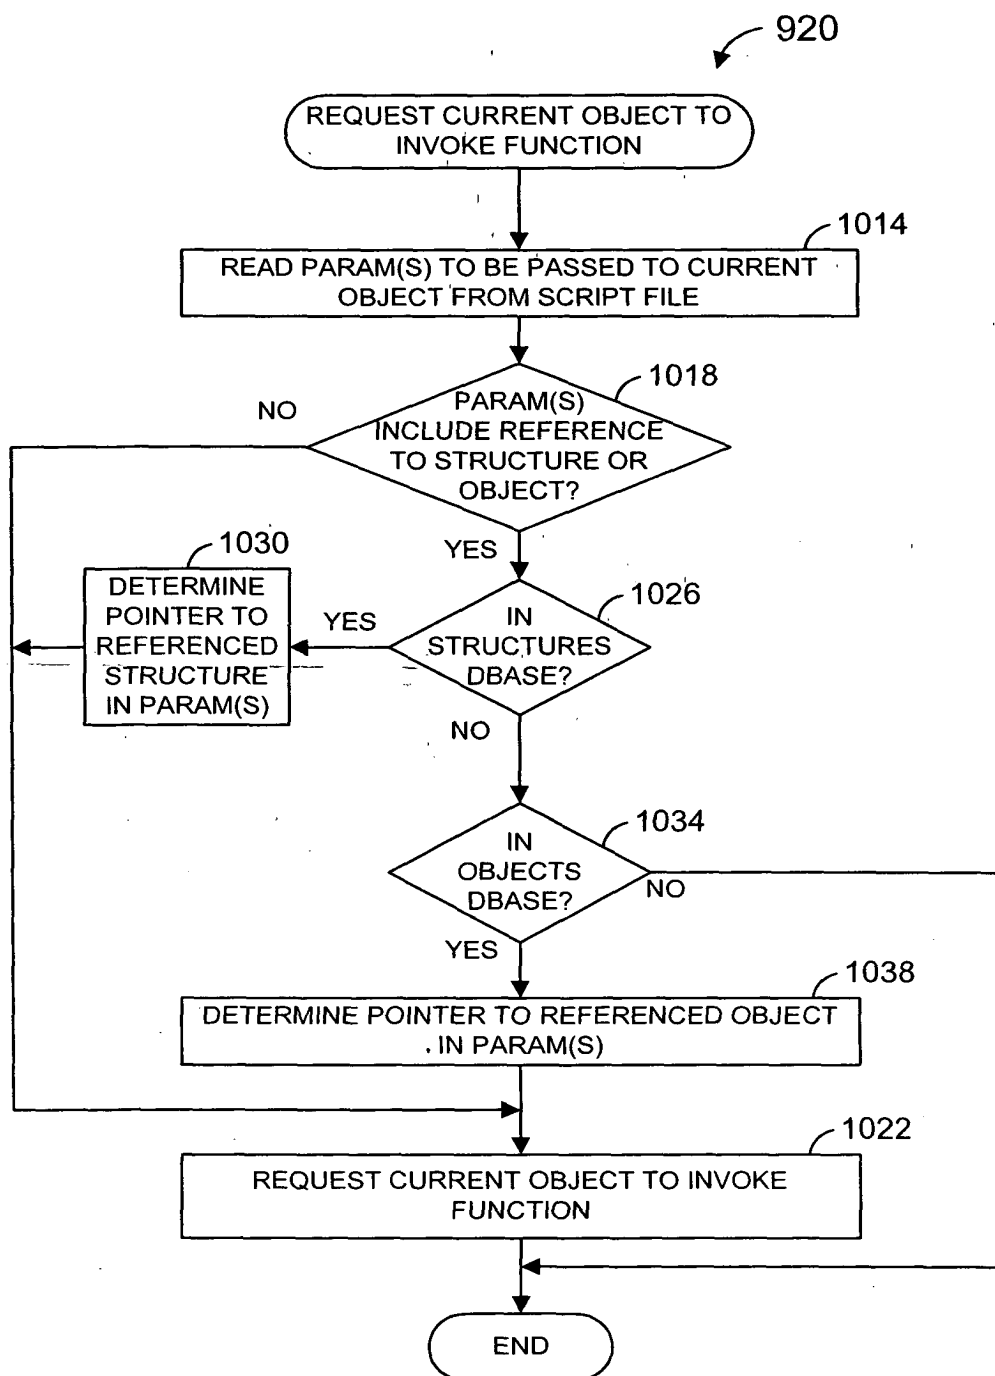 920
REQUEST CURRENT OBJECT TO
INVOKE FUNCTION
1014
READ PARAM(S) TO BE PASSED TO CURRENT
OBJECT FROM SCRIPT FILE
1018
NO
PARAM(S)
INCLUDE REFERENCE
TO STRUCTURE OR
OBJECT?
YES
1030
DETERMINE
POINTER TO
REFERENCED
STRUCTURE
IN PARAM(S)
YES
1026
IN
STRUCTURES
DBASE?
NO
1034
IN
OBJECTS
DBASE?
NO
YES
1038
DETERMINE POINTER TO REFERENCED OBJECT
IN PARAM(S)
1022
REQUEST CURRENT OBJECT TO INVOKE
FUNCTION
END